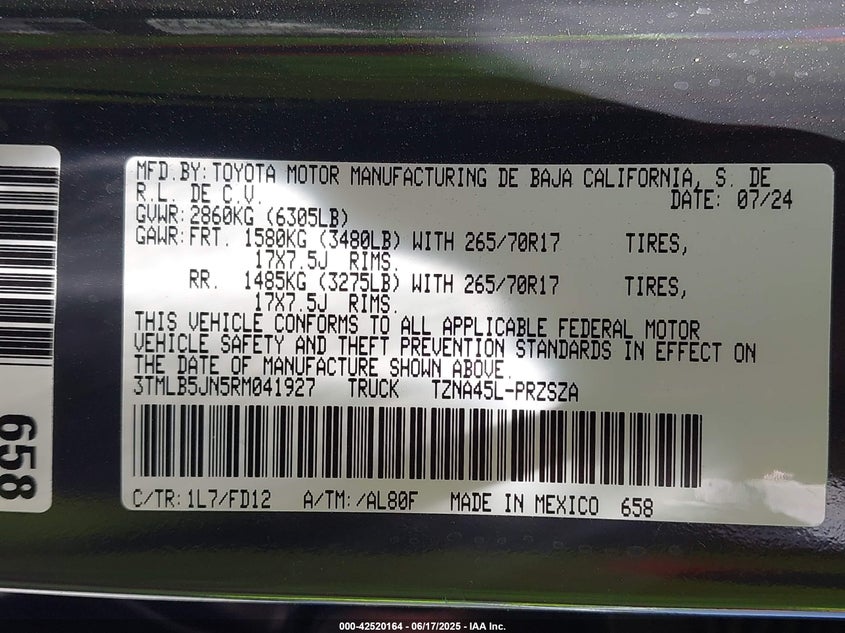 MFD.BY:TOYOTA MOTOR MANUFACTURING DE BAJA CALIFORNIA, S. DE
R.L. DE C.V. DATE: 07/24
GVWR:2860KG (6305LB)
GAWR:FRT. 1580KG (3480LB) WITH 265/70R17 TIRES,
17X7.5J RIMS.
RR. 1485KG (3275LB) WITH 265/70R17 TIRES,
17X7.5J RIMS.
THIS VEHICLE CONFORMS TO ALL APPLICABLE FEDERAL MOTOR
VEHICLE SAFETY AND THEFT PREVENTION STANDARDS IN EFFECT ON
THE DATE OF MANUFACTURE SHOWN ABOVE.
3TMLB5JN5RM041927 TRUCK TZNA45L-PRZSZA
C/TR:1L7/FD12 A/TM:/AL80F MADE IN MEXICO 658
658
000-42520164 - 06/17/2025 - IAA Inc.